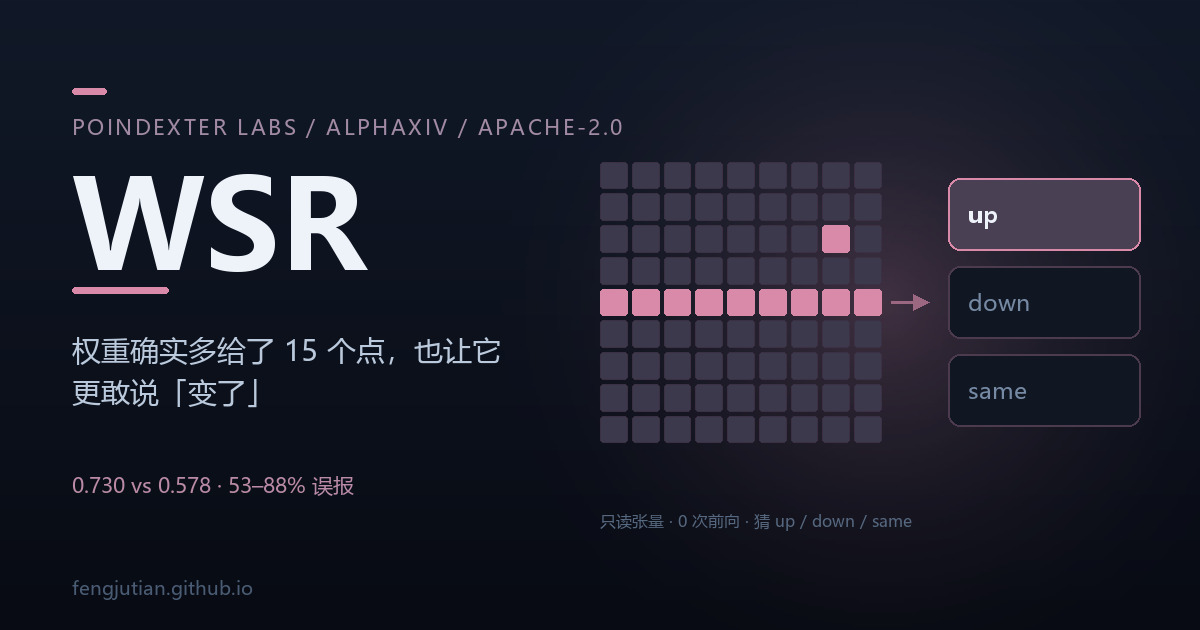 POINDEXTER LABS / ALPHAXIV / APACHE-2.0
WSR
权重确实多给了 15 个点，也让它
更敢说「变了」
0.730 vs 0.578 · 53–88% 误报
fengjutian.github.io
up
down
same
只读张量 · 0 次前向 · 猜 up / down / same